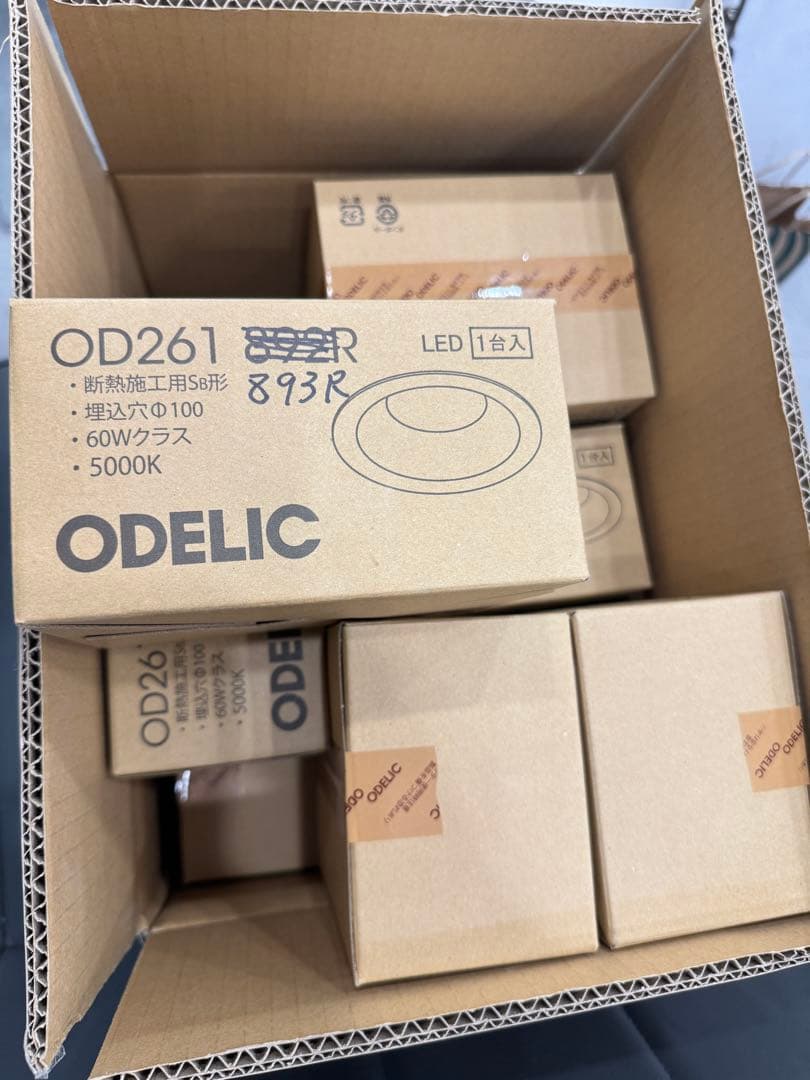 OD261 892R
893R
LED 1台入
・断熱施工用SB形
・埋込穴Φ100
・60Wクラス
・5000K
ODELIC
ODELIC
1台入
OD261
・断熱施工用SB
・埋込穴Φ100
・60Wクラス
・5000K
ODE
ODELIC
ODELIC